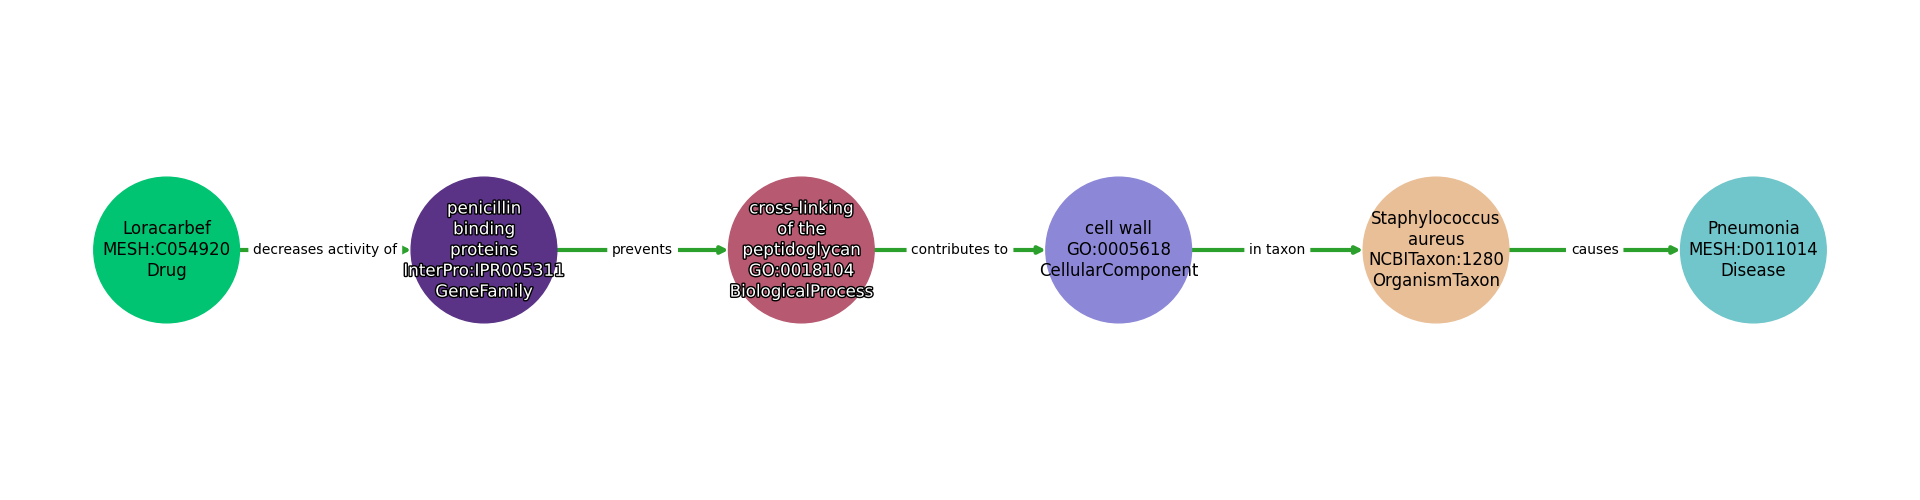 Loracarbef
MESH:C054920
Drug
decreases activity of
penicillin
binding
proteins
InterPro:IPR005311
GeneFamily
prevents
cross-linking
of the
peptidoglycan
GO:0018104
BiologicalProcess
contributes to
cell wall
GO:0005618
CellularComponent
in taxon
Staphylococcus
aureus
NCBITaxon:1280
OrganismTaxon
causes
Pneumonia
MESH:D011014
Disease